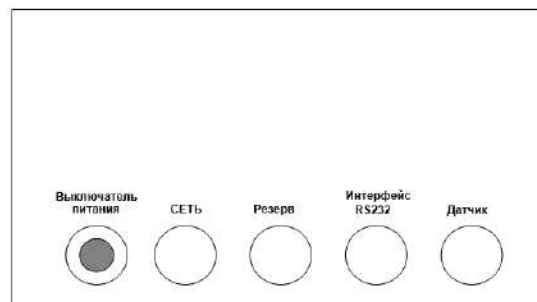 Выключатель
питания
СЕТЬ
Резерв
Интерфейс
RS232
Датчик